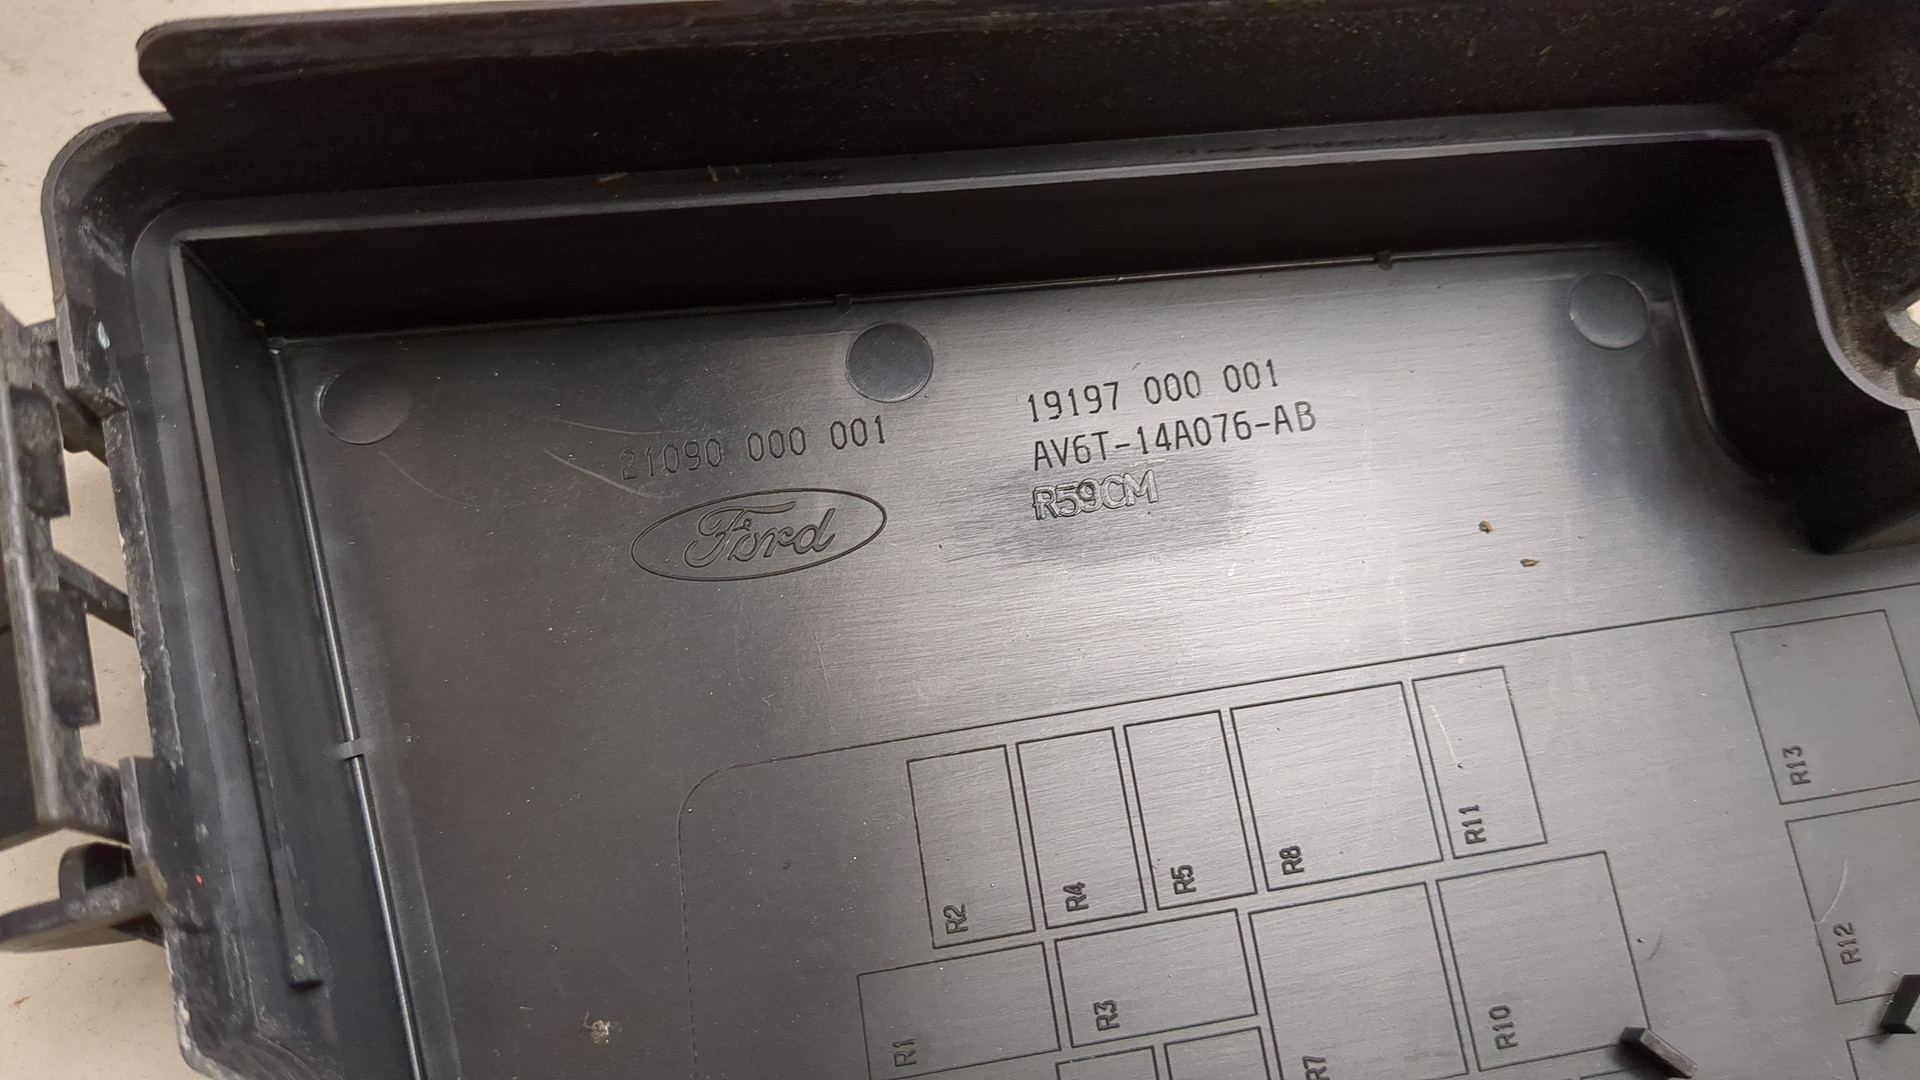 21090 000 001
Ford
19197 000 001
AV6T-14A076-AB
R59CM
R2
R4
R5
R8
R11
R13
R1
R3
R7
R10
R12